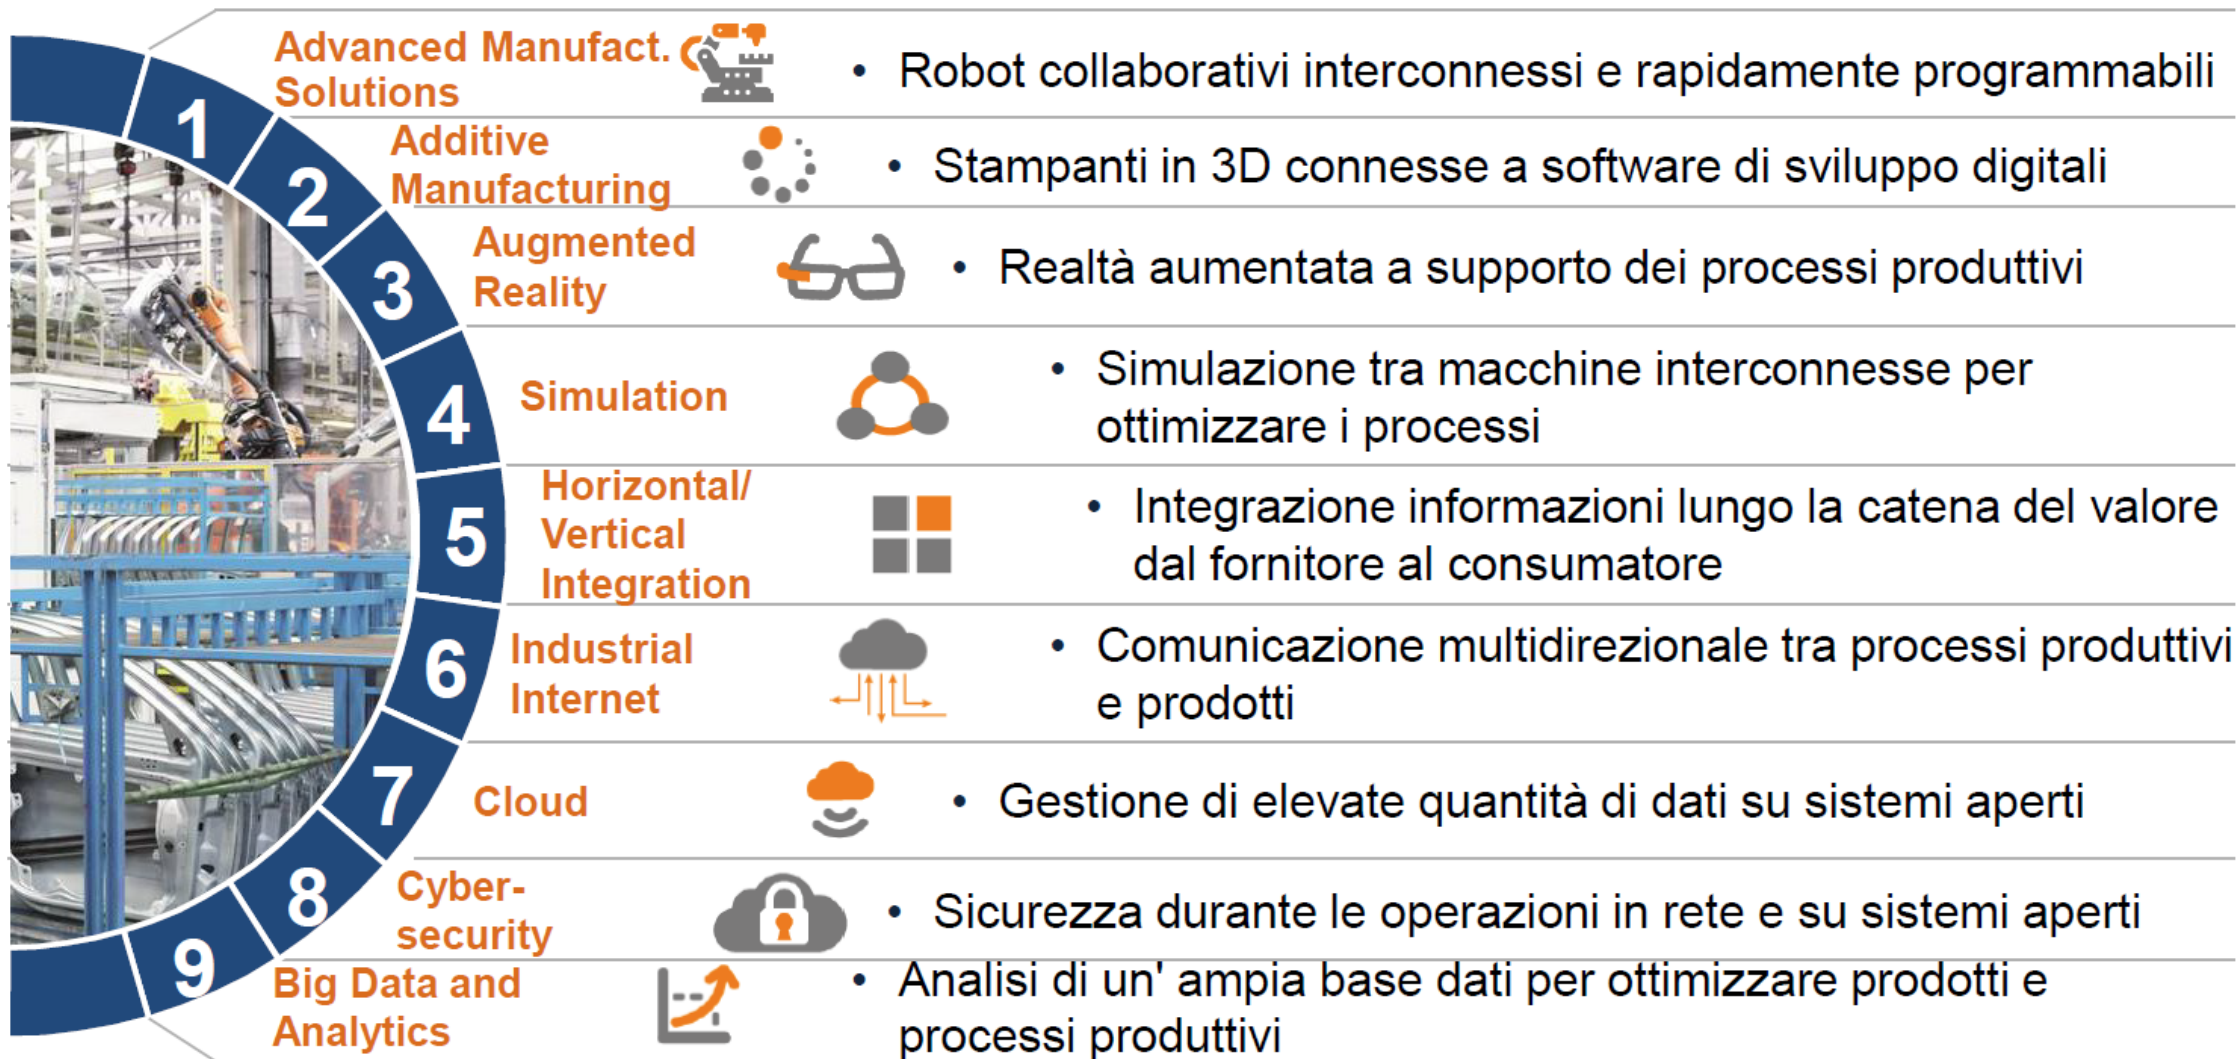 1
Advanced Manufact.
Solutions
• Robot collaborativi interconnessi e rapidamente programmabili
2
Additive
Manufacturing
• Stampanti in 3D connesse a software di sviluppo digitali
3
Augmented
Reality
• Realtà aumentata a supporto dei processi produttivi
4
Simulation
• Simulazione tra macchine interconnesse per
ottimizzare i processi
5
Horizontal/
Vertical
Integration
• Integrazione informazioni lungo la catena del valore
dal fornitore al consumatore
6
Industrial
Internet
• Comunicazione multidirezionale tra processi produttivi
e prodotti
7
Cloud
• Gestione di elevate quantità di dati su sistemi aperti
8
Cyber-
security
• Sicurezza durante le operazioni in rete e su sistemi aperti
9
Big Data and
Analytics
• Analisi di un' ampia base dati per ottimizzare prodotti e
processi produttivi